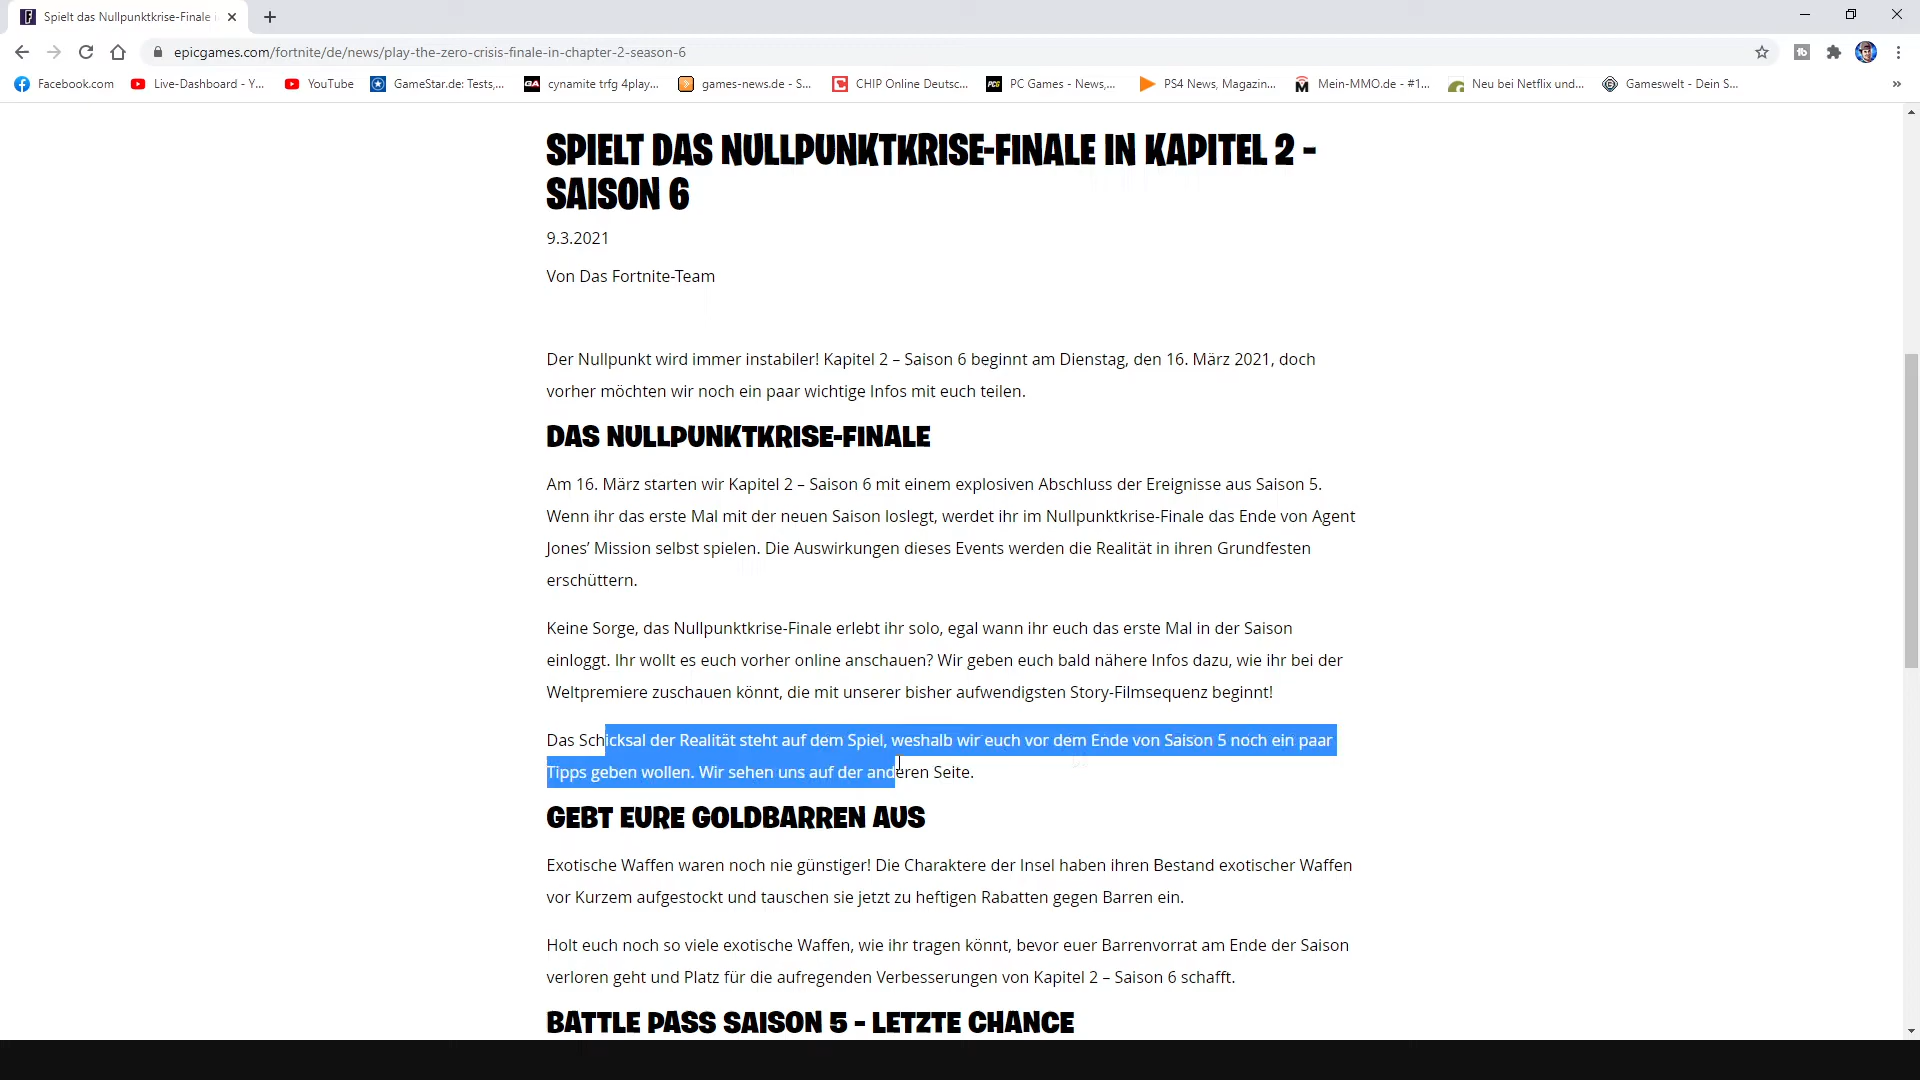 Spielt das Nullpunktkrise-Finale i
epicgames.com/fortnite/de/news/play-the-zero-crisis-finale-in-chapter-2-season-6
Facebook.com Live-Dashboard - Y... YouTube GameStar.de: Tests,... GA cynamite trfg 4play... games-news.de - S... CHIP Online Deutsc... PCG PC Games - News,... PS4 News, Magazin... M Mein-MMO.de - #1... Neu bei Netflix und... Gameswelt - Dein S... »
SPIELT DAS NULLPUNKTKRISE-FINALE IN KAPITEL 2 –
SAISON 6
9.3.2021
Von Das Fortnite-Team
Der Nullpunkt wird immer instabiler! Kapitel 2 – Saison 6 beginnt am Dienstag, den 16. März 2021, doch
vorher möchten wir noch ein paar wichtige Infos mit euch teilen.
DAS NULLPUNKTKRISE-FINALE
Am 16. März starten wir Kapitel 2 – Saison 6 mit einem explosiven Abschluss der Ereignisse aus Saison 5.
Wenn ihr das erste Mal mit der neuen Saison loslegt, werdet ihr im Nullpunktkrise-Finale das Ende von Agent
Jones’ Mission selbst spielen. Die Auswirkungen dieses Events werden die Realität in ihren Grundfesten
erschüttern.
Keine Sorge, das Nullpunktkrise-Finale erlebt ihr solo, egal wann ihr euch das erste Mal in der Saison
einloggt. Ihr wollt es euch vorher online anschauen? Wir geben euch bald nähere Infos dazu, wie ihr bei der
Weltpremiere zuschauen könnt, die mit unserer bisher aufwendigsten Story-Filmsequenz beginnt!
Das Schicksal der Realität steht auf dem Spiel, weshalb wir euch vor dem Ende von Saison 5 noch ein paar
Tipps geben wollen. Wir sehen uns auf der anderen Seite.
GEBT EURE GOLDBARREN AUS
Exotische Waffen waren noch nie günstiger! Die Charaktere der Insel haben ihren Bestand exotischer Waffen
vor Kurzem aufgestockt und tauschen sie jetzt zu heftigen Rabatten gegen Barren ein.
Holt euch noch so viele exotische Waffen, wie ihr tragen könnt, bevor euer Barrenvorrat am Ende der Saison
verloren geht und Platz für die aufregenden Verbesserungen von Kapitel 2 – Saison 6 schafft.
BATTLE PASS SAISON 5 – LETZTE CHANCE